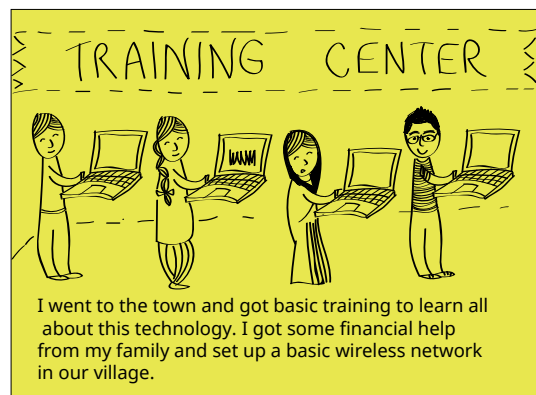 TRAINING CENTER
I went to the town and got basic training to learn all
about this technology. I got some financial help
from my family and set up a basic wireless network
in our village.